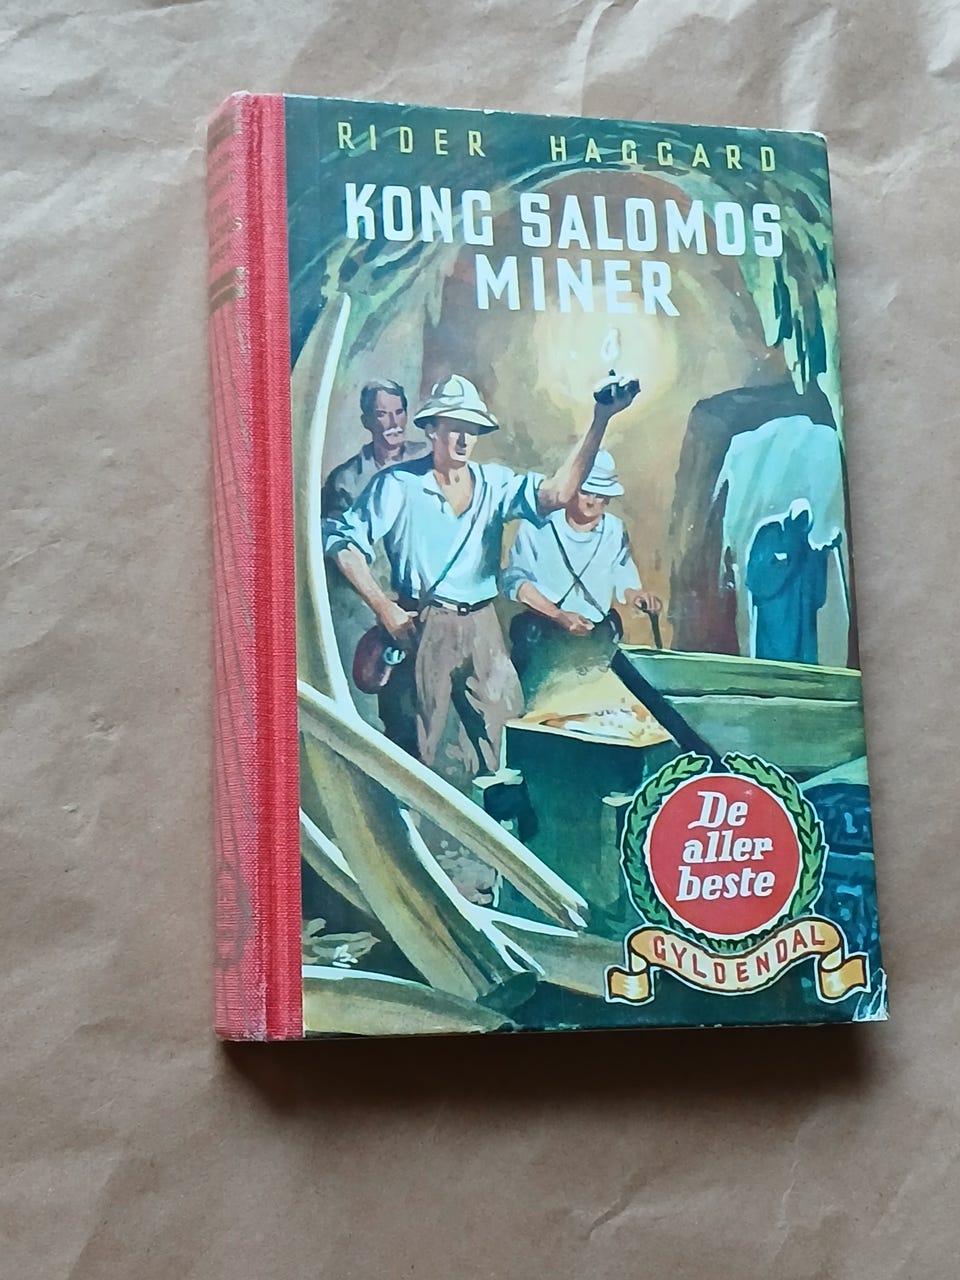 RIDER HAGGARD
KONG SALOMOS
MINER
De
aller
beste
GYLDENDAL